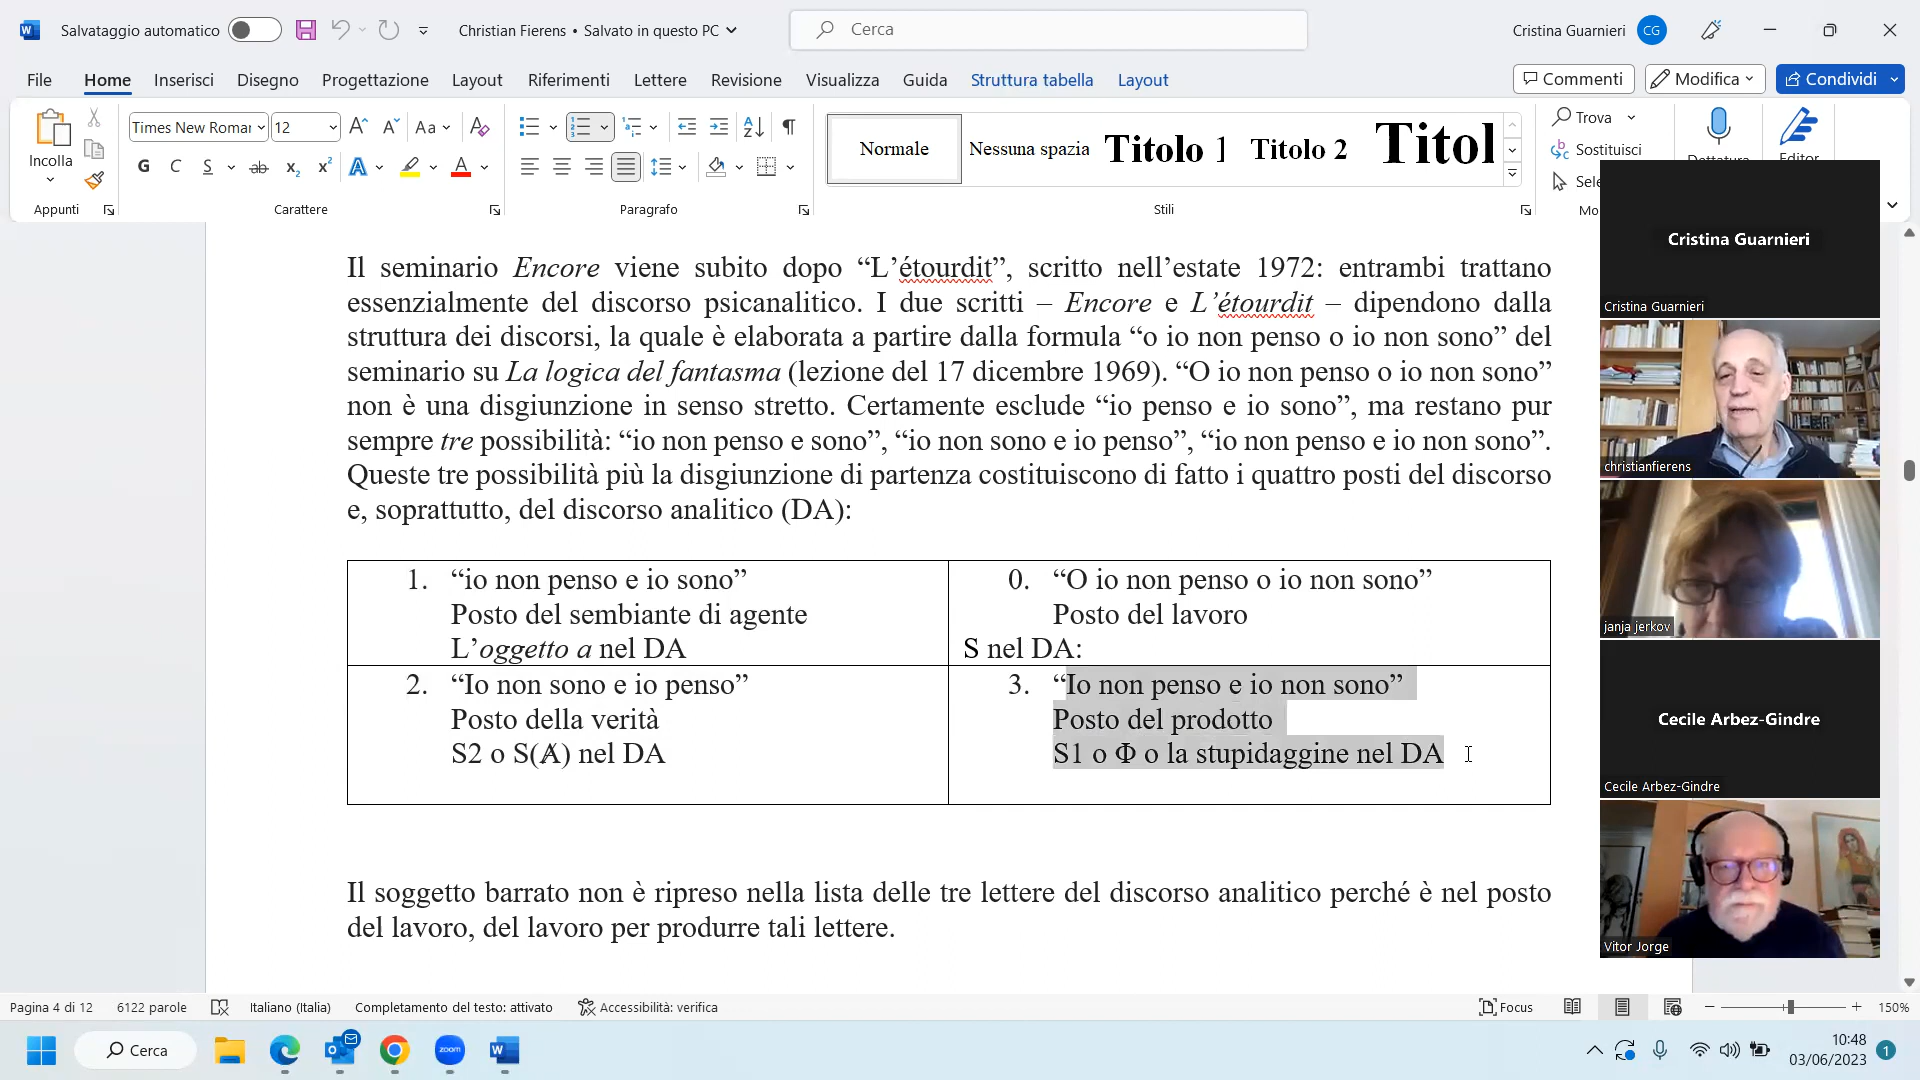 Salvataggio automatico
Christian Fierens • Salvato in questo PC
Cerca
Cristina Guarnieri CG
File Home Inserisci Disegno Progettazione Layout Riferimenti Lettere Revisione Visualizza Guida Struttura tabella Layout
Commenti Modifica Condividi
Incolla
Appunti
Times New Roman 12
Carattere
Paragrafo
Normale
Nessuna spazia
Titolo 1
Titolo 2
Titol
Stili
Trova
Sostituisci
Sele
Mo
Dettatura
Editor
Il seminario Encore viene subito dopo “L’étourdit”, scritto nell’estate 1972: entrambi trattano
essenzialmente del discorso psicanalitico. I due scritti – Encore e L’étourdit – dipendono dalla
struttura dei discorsi, la quale è elaborata a partire dalla formula “o io non penso o io non sono” del
seminario su La logica del fantasma (lezione del 17 dicembre 1969). “O io non penso o io non sono”
non è una disgiunzione in senso stretto. Certamente esclude “io penso e io sono”, ma restano pur
sempre tre possibilità: “io non penso e sono”, “io non sono e io penso”, “io non penso e io non sono”.
Queste tre possibilità più la disgiunzione di partenza costituiscono di fatto i quattro posti del discorso
e, soprattutto, del discorso analitico (DA):
1. “io non penso e io sono”
Posto del sembiante di agente
L’oggetto a nel DA
0. “O io non penso o io non sono”
Posto del lavoro
S nel DA:
2. “Io non sono e io penso”
Posto della verità
S2 o S(Ⱥ) nel DA
3. “Io non penso e io non sono”
Posto del prodotto
S1 o Φ o la stupidaggine nel DA
Il soggetto barrato non è ripreso nella lista delle tre lettere del discorso analitico perché è nel posto
del lavoro, del lavoro per produrre tali lettere.
Cristina Guarnieri
Cristina Guarnieri
christianfierens
janja jerkov
Cecile Arbez-Gindre
Cecile Arbez-Gindre
Vitor Jorge
Pagina 4 di 12 6122 parole Italiano (Italia) Completamento del testo: attivato Accessibilità: verifica
Focus 150%
Cerca
zoom
10:48
03/06/2023
1